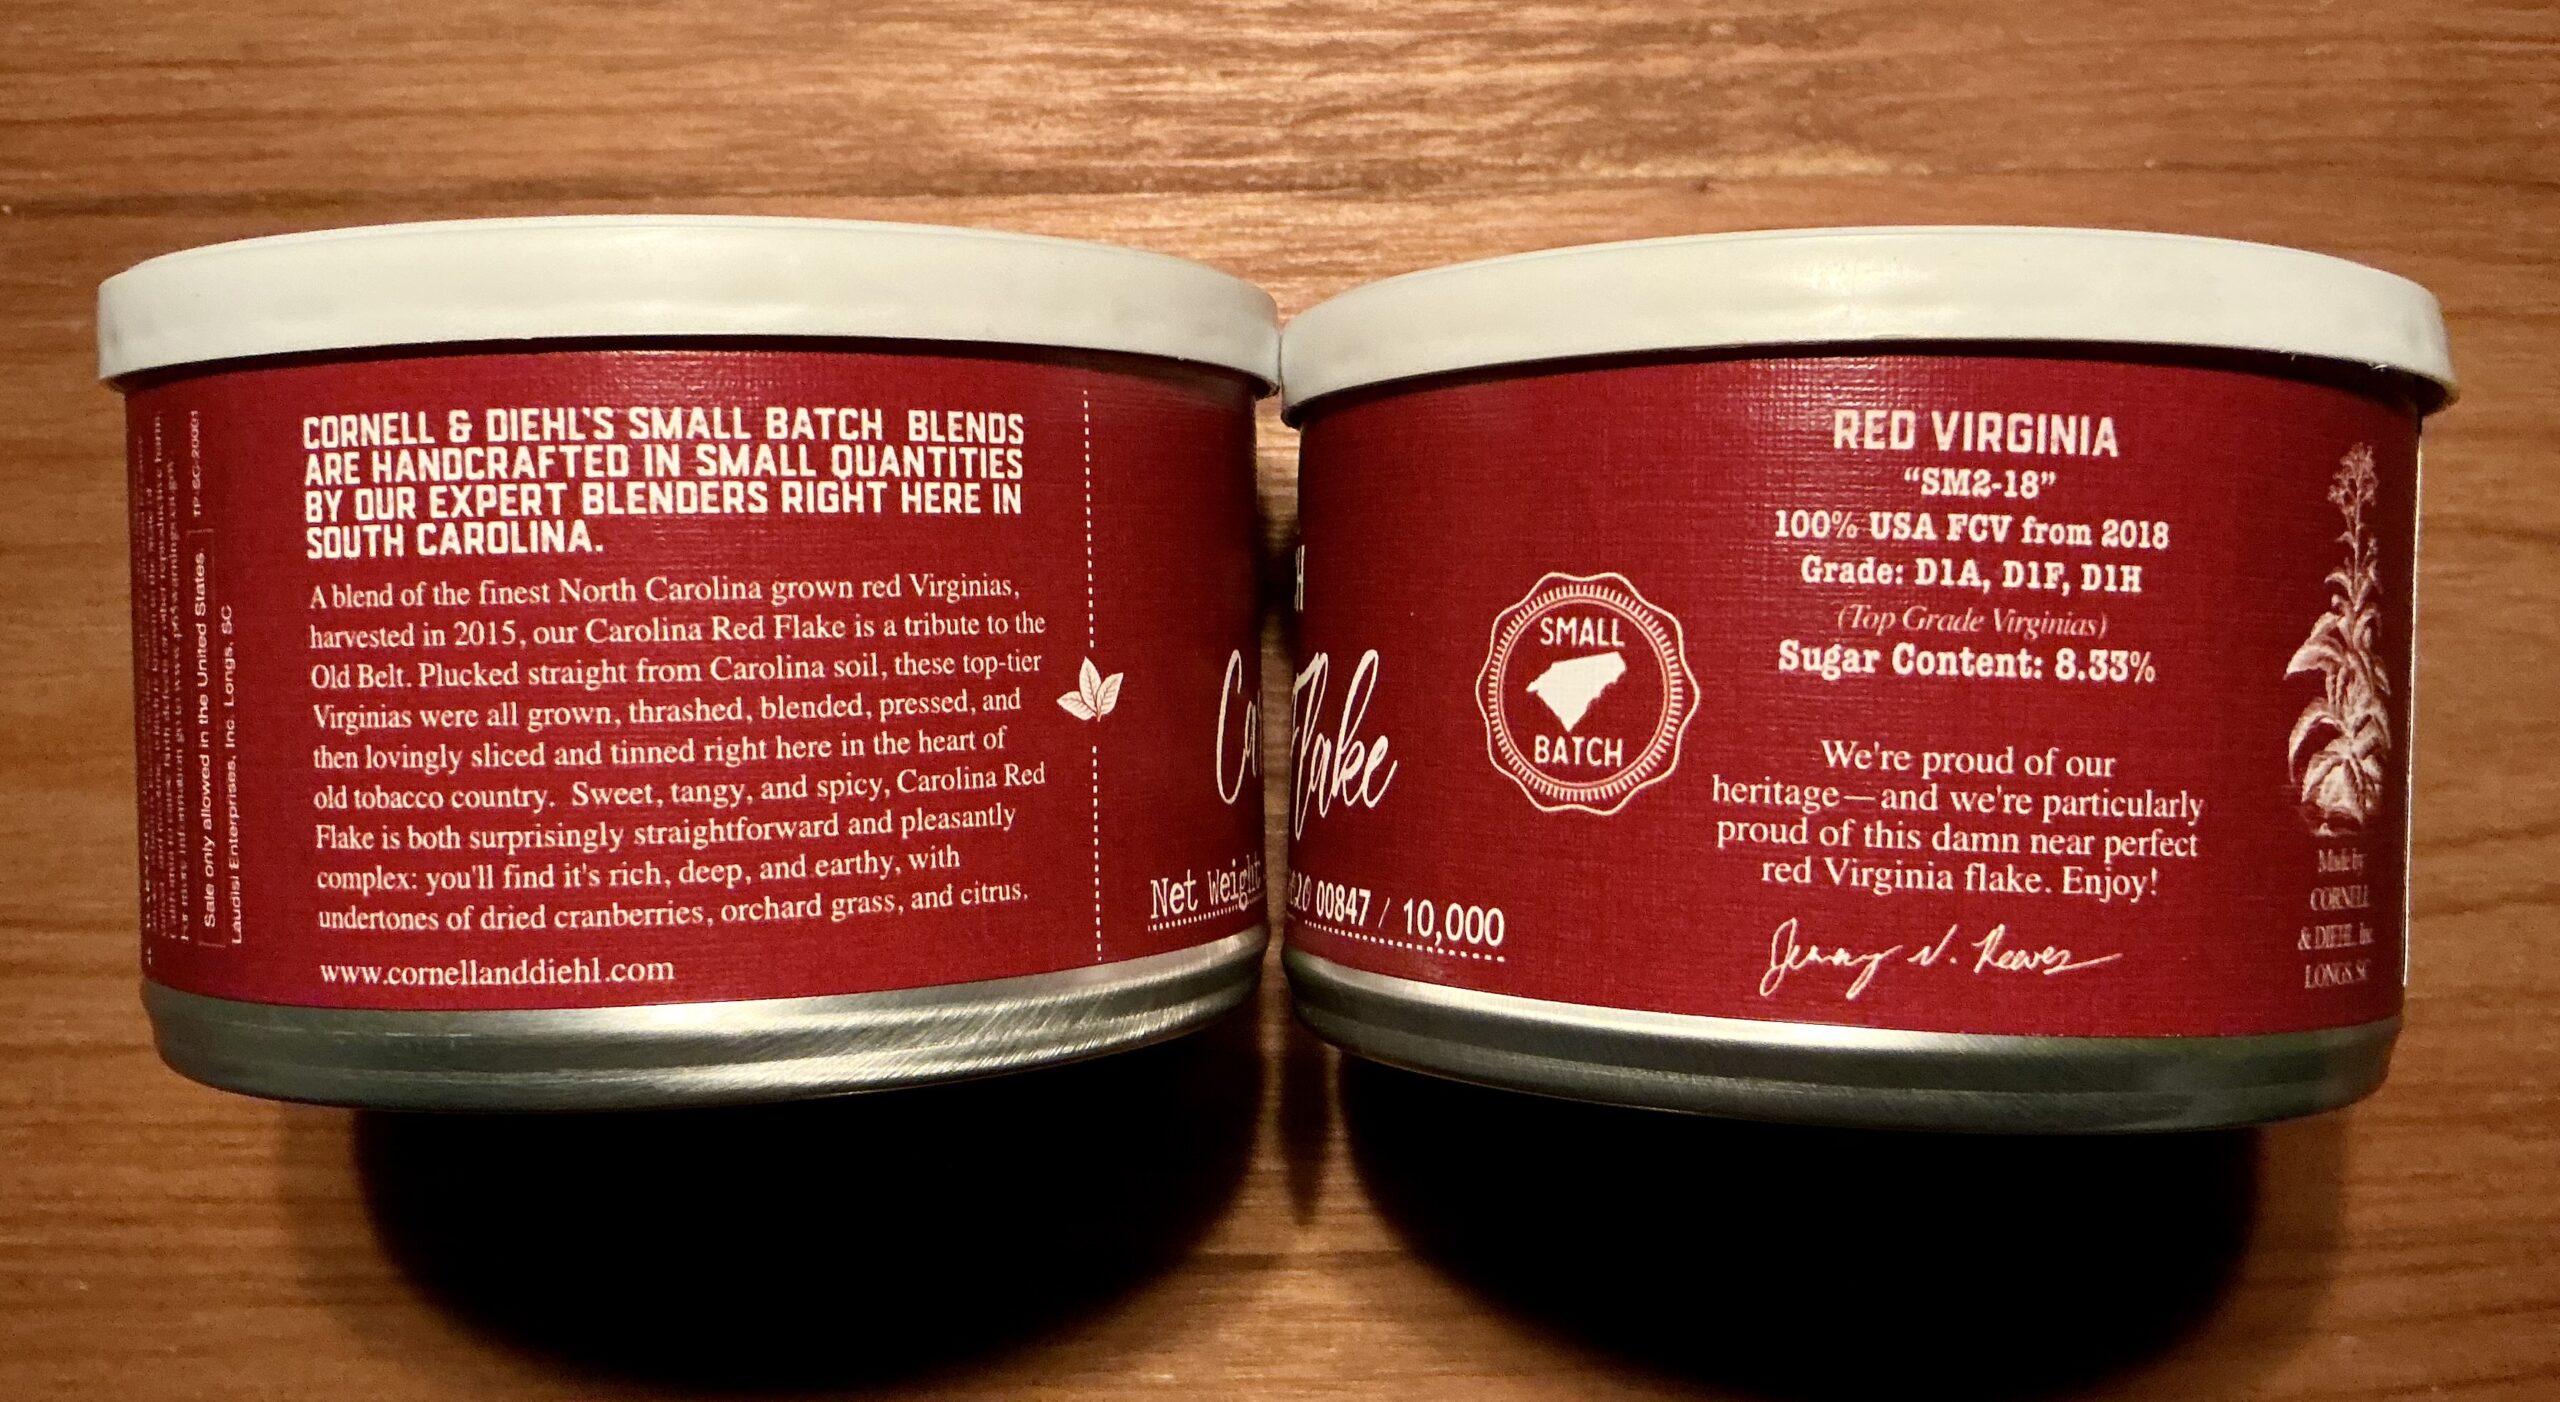 CORNELL & DIEHL'S SMALL BATCH BLENDS
ARE HANDCRAFTED IN SMALL QUANTITIES
BY OUR EXPERT BLENDERS RIGHT HERE IN
SOUTH CAROLINA.
A blend of the finest North Carolina grown red Virginias,
harvested in 2015, our Carolina Red Flake is a tribute to the
Old Belt. Plucked straight from Carolina soil, these top-tier
Virginias were all grown, thrashed, blended, pressed, and
then lovingly sliced and tinned right here in the heart of
old tobacco country. Sweet, tangy, and spicy, Carolina Red
Flake is both surprisingly straightforward and pleasantly
complex: you'll find it's rich, deep, and earthy, with
undertones of dried cranberries, orchard grass, and citrus.
www.cornellanddiehl.com
TP-SC-20001
Sale only allowed in the United States
Laudisi Enterprises, Inc. Longs, SC
Net Weight:
Flake
00847 / 10,000
SMALL
BATCH
RED VIRGINIA
“SM2-18”
100% USA FCV from 2018
Grade: D1A, D1F, D1H
(Top Grade Virginias)
Sugar Content: 8.33%
We're proud of our
heritage—and we're particularly
proud of this damn near perfect
red Virginia flake. Enjoy!
Jeremy N. Reeves
Made by
CORNELL
& DIEHL, Inc
LONGS, SC